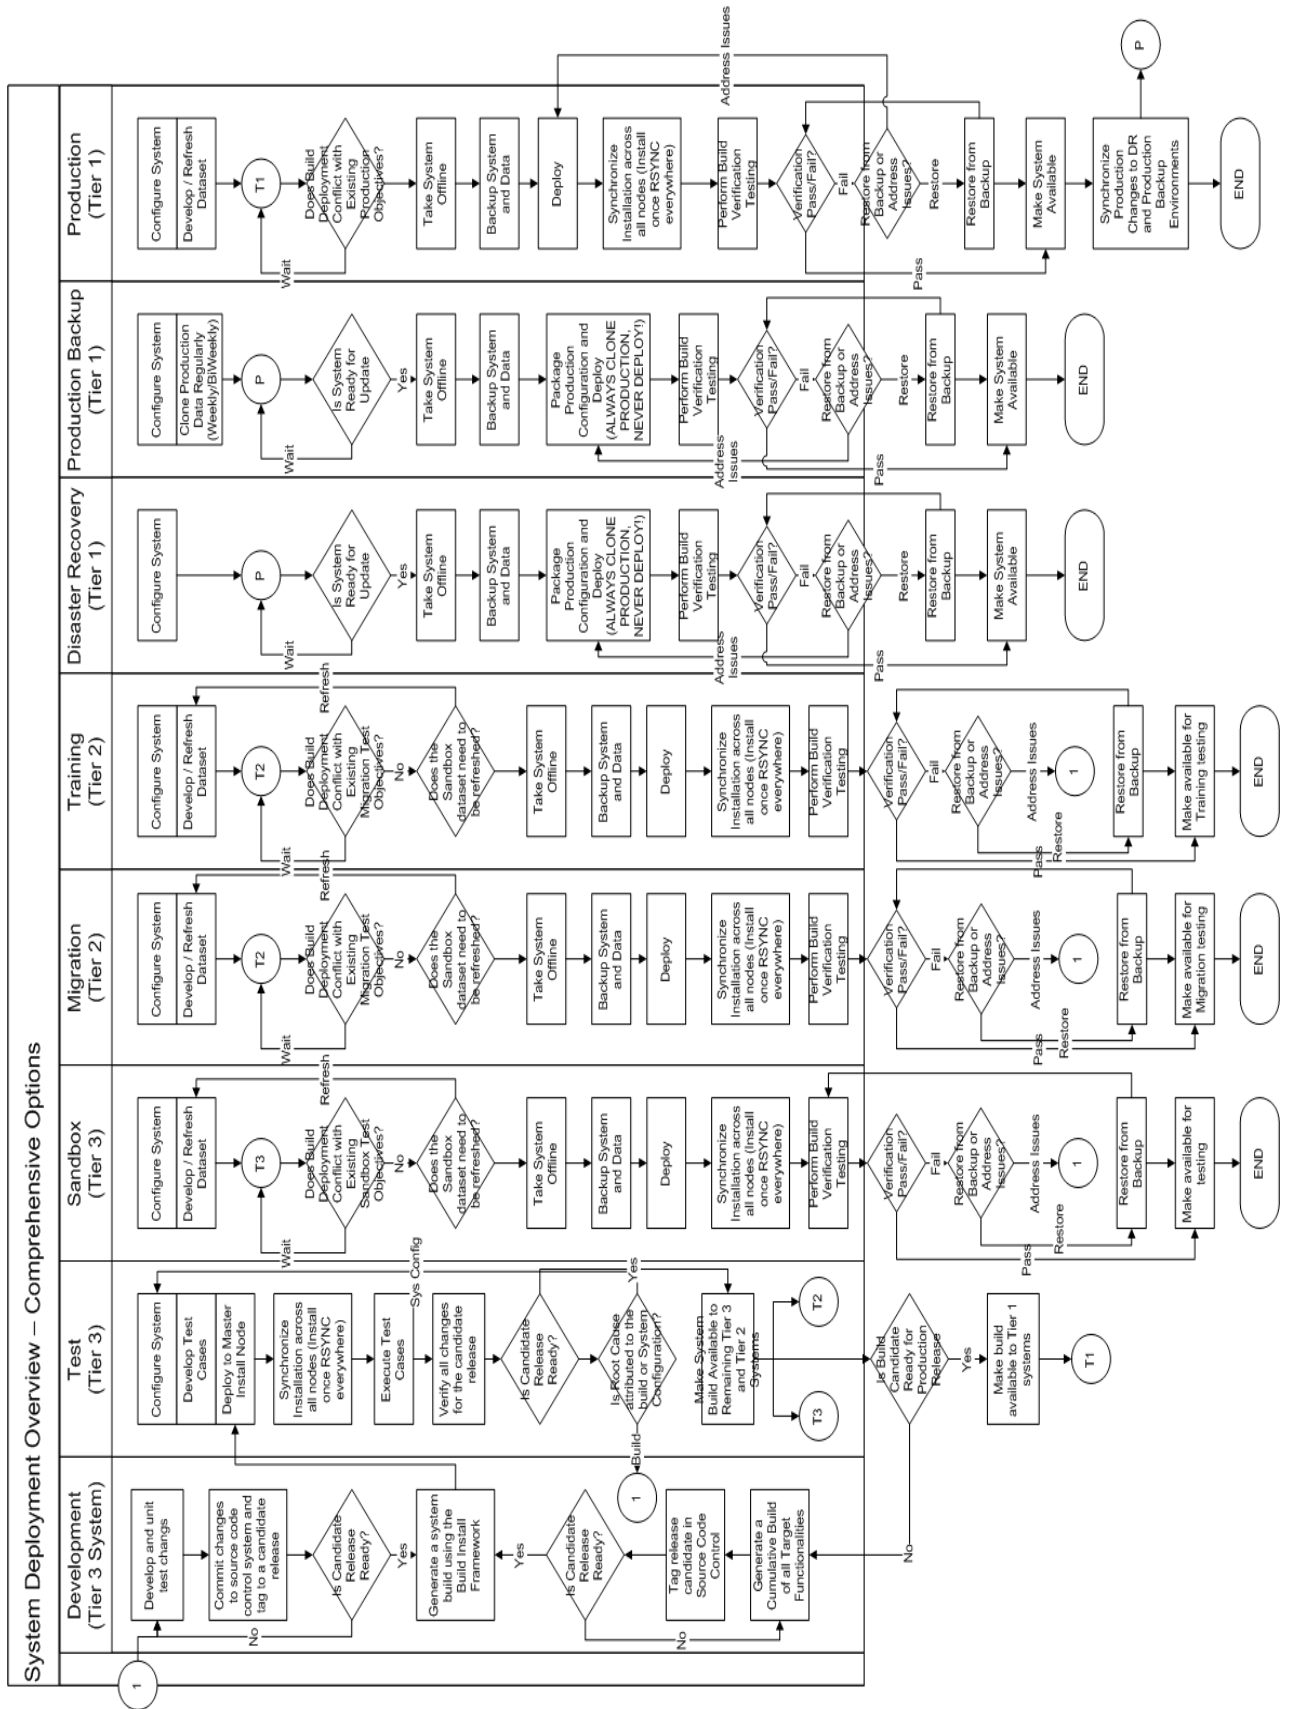 System Deployment Overview – Comprehensive Options
Development
(Tier 3 System)
1
Develop and unit
test changs
Commit changes
to source code
control system and
tag to a candidate
release
Is Candidate
Release
Ready?
No
Yes
Generate a system
build using the
Build Install
Framework
Yes
Is Candidate
Release
Ready?
No
Tag release
candidate in
Source Code
Control
Generate a
Cumulative Build
of all Target
Functionalities
No
Test
(Tier 3)
Configure System
Develop Test
Cases
Deploy to Master
Install Node
Synchronize
Installation across
all nodes (Install
once RSYNC
everywhere)
Execute Test
Cases
Sys Config
Verify all changes
for the candidate
release
Is Candidate
Release
Ready?
Yes
Is Root Cause
attributed to the
build or System
Configuration?
Build
1
Make System
Build Available to
Remaining Tier 3
and Tier 2
Systems
T3
T2
Is Build
Candidate
Ready for
Production
Release
Yes
Make build
available to Tier 1
systems
T1
Sandbox
(Tier 3)
Configure System
Develop / Refresh
Dataset
T3
Wait
Does Build
Deployment
Conflict with
Existing
Sandbox Test
Objectives?
Refresh
No
Does the
Sandbox
dataset need to
be refreshed?
Take System
Offline
Backup System
and Data
Deploy
Synchronize
Installation across
all nodes (Install
once RSYNC
everywhere)
Perform Build
Verification
Testing
Verification
Pass/Fail?
Fail
Restore from
Backup or
Address
Issues?
Address Issues
1
Pass
Restore
Restore from
Backup
Make available for
testing
END
Migration
(Tier 2)
Configure System
Develop / Refresh
Dataset
T2
Wait
Does Build
Deployment
Conflict with
Existing
Migration Test
Objectives?
Refresh
No
Does the
Sandbox
dataset need to
be refreshed?
Take System
Offline
Backup System
and Data
Deploy
Synchronize
Installation across
all nodes (Install
once RSYNC
everywhere)
Perform Build
Verification
Testing
Verification
Pass/Fail?
Fail
Restore from
Backup or
Address
Issues?
Address Issues
1
Pass
Restore
Restore from
Backup
Make available for
Migration testing
END
Training
(Tier 2)
Configure System
Develop / Refresh
Dataset
T2
Wait
Does Build
Deployment
Conflict with
Existing
Migration Test
Objectives?
Refresh
No
Does the
Sandbox
dataset need to
be refreshed?
Take System
Offline
Backup System
and Data
Deploy
Synchronize
Installation across
all nodes (Install
once RSYNC
everywhere)
Perform Build
Verification
Testing
Verification
Pass/Fail?
Fail
Restore from
Backup or
Address
Issues?
Address Issues
1
Pass
Restore
Restore from
Backup
Make available for
Training testing
END
Disaster Recovery
(Tier 1)
Configure System
P
Wait
Is System
Ready for
Update
Yes
Take System
Offline
Backup System
and Data
Package
Production
Configuration and
Deploy
(ALWAYS CLONE
PRODUCTION,
NEVER DEPLOY!)
Perform Build
Verification
Testing
Address
Issues
Verification
Pass/Fail?
Fail
Restore from
Backup or
Address
Issues?
Pass
Restore
Restore from
Backup
Make System
Available
END
Production Backup
(Tier 1)
Configure System
Clone Production
Data Regularly
(Weekly/BiWeekly)
P
Wait
Is System
Ready for
Update
Yes
Take System
Offline
Backup System
and Data
Package
Production
Configuration and
Deploy
(ALWAYS CLONE
PRODUCTION,
NEVER DEPLOY!)
Perform Build
Verification
Testing
Address
Issues
Verification
Pass/Fail?
Fail
Restore from
Backup or
Address
Issues?
Pass
Restore
Restore from
Backup
Make System
Available
END
Production
(Tier 1)
Configure System
Develop / Refresh
Dataset
T1
Wait
Does Build
Deployment
Conflict with
Existing
Production
Objectives?
Take System
Offline
Backup System
and Data
Deploy
Synchronize
Installation across
all nodes (Install
once RSYNC
everywhere)
Perform Build
Verification
Testing
Address Issues
Verification
Pass/Fail?
Fail
Restore from
Backup or
Address
Issues?
Pass
Restore
Restore from
Backup
Make System
Available
Synchronize
Production
Changes to DR
and Production
Backup
Environments
P
END